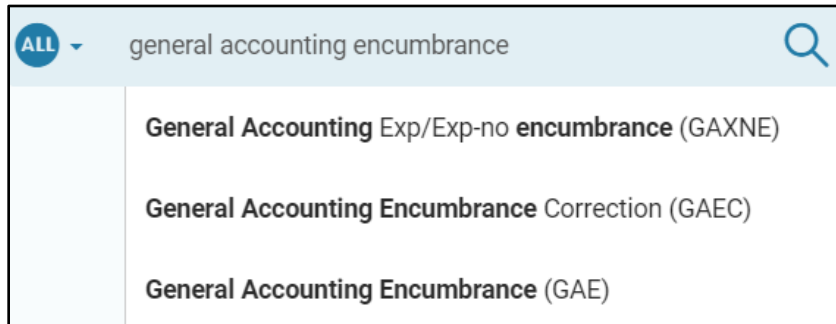 ALL general accounting encumbrance
General Accounting Exp/Exp-no encumbrance (GAXNE)
General Accounting Encumbrance Correction (GAEC)
General Accounting Encumbrance (GAE)